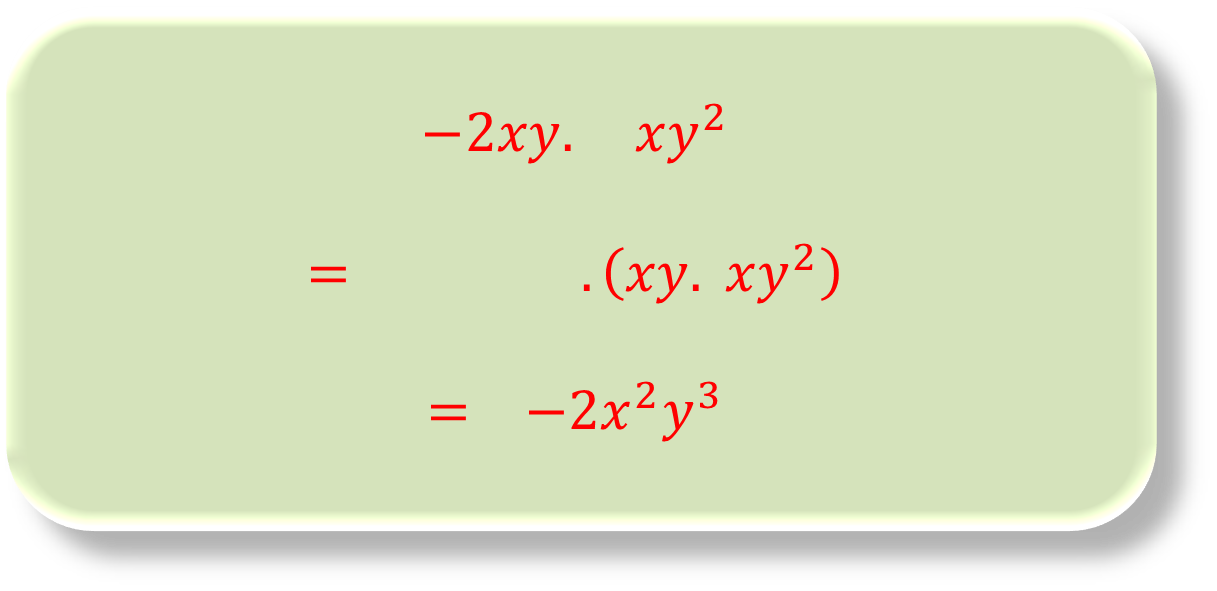 −2xy. xy²
= .(xy. xy²)
= −2x²y³